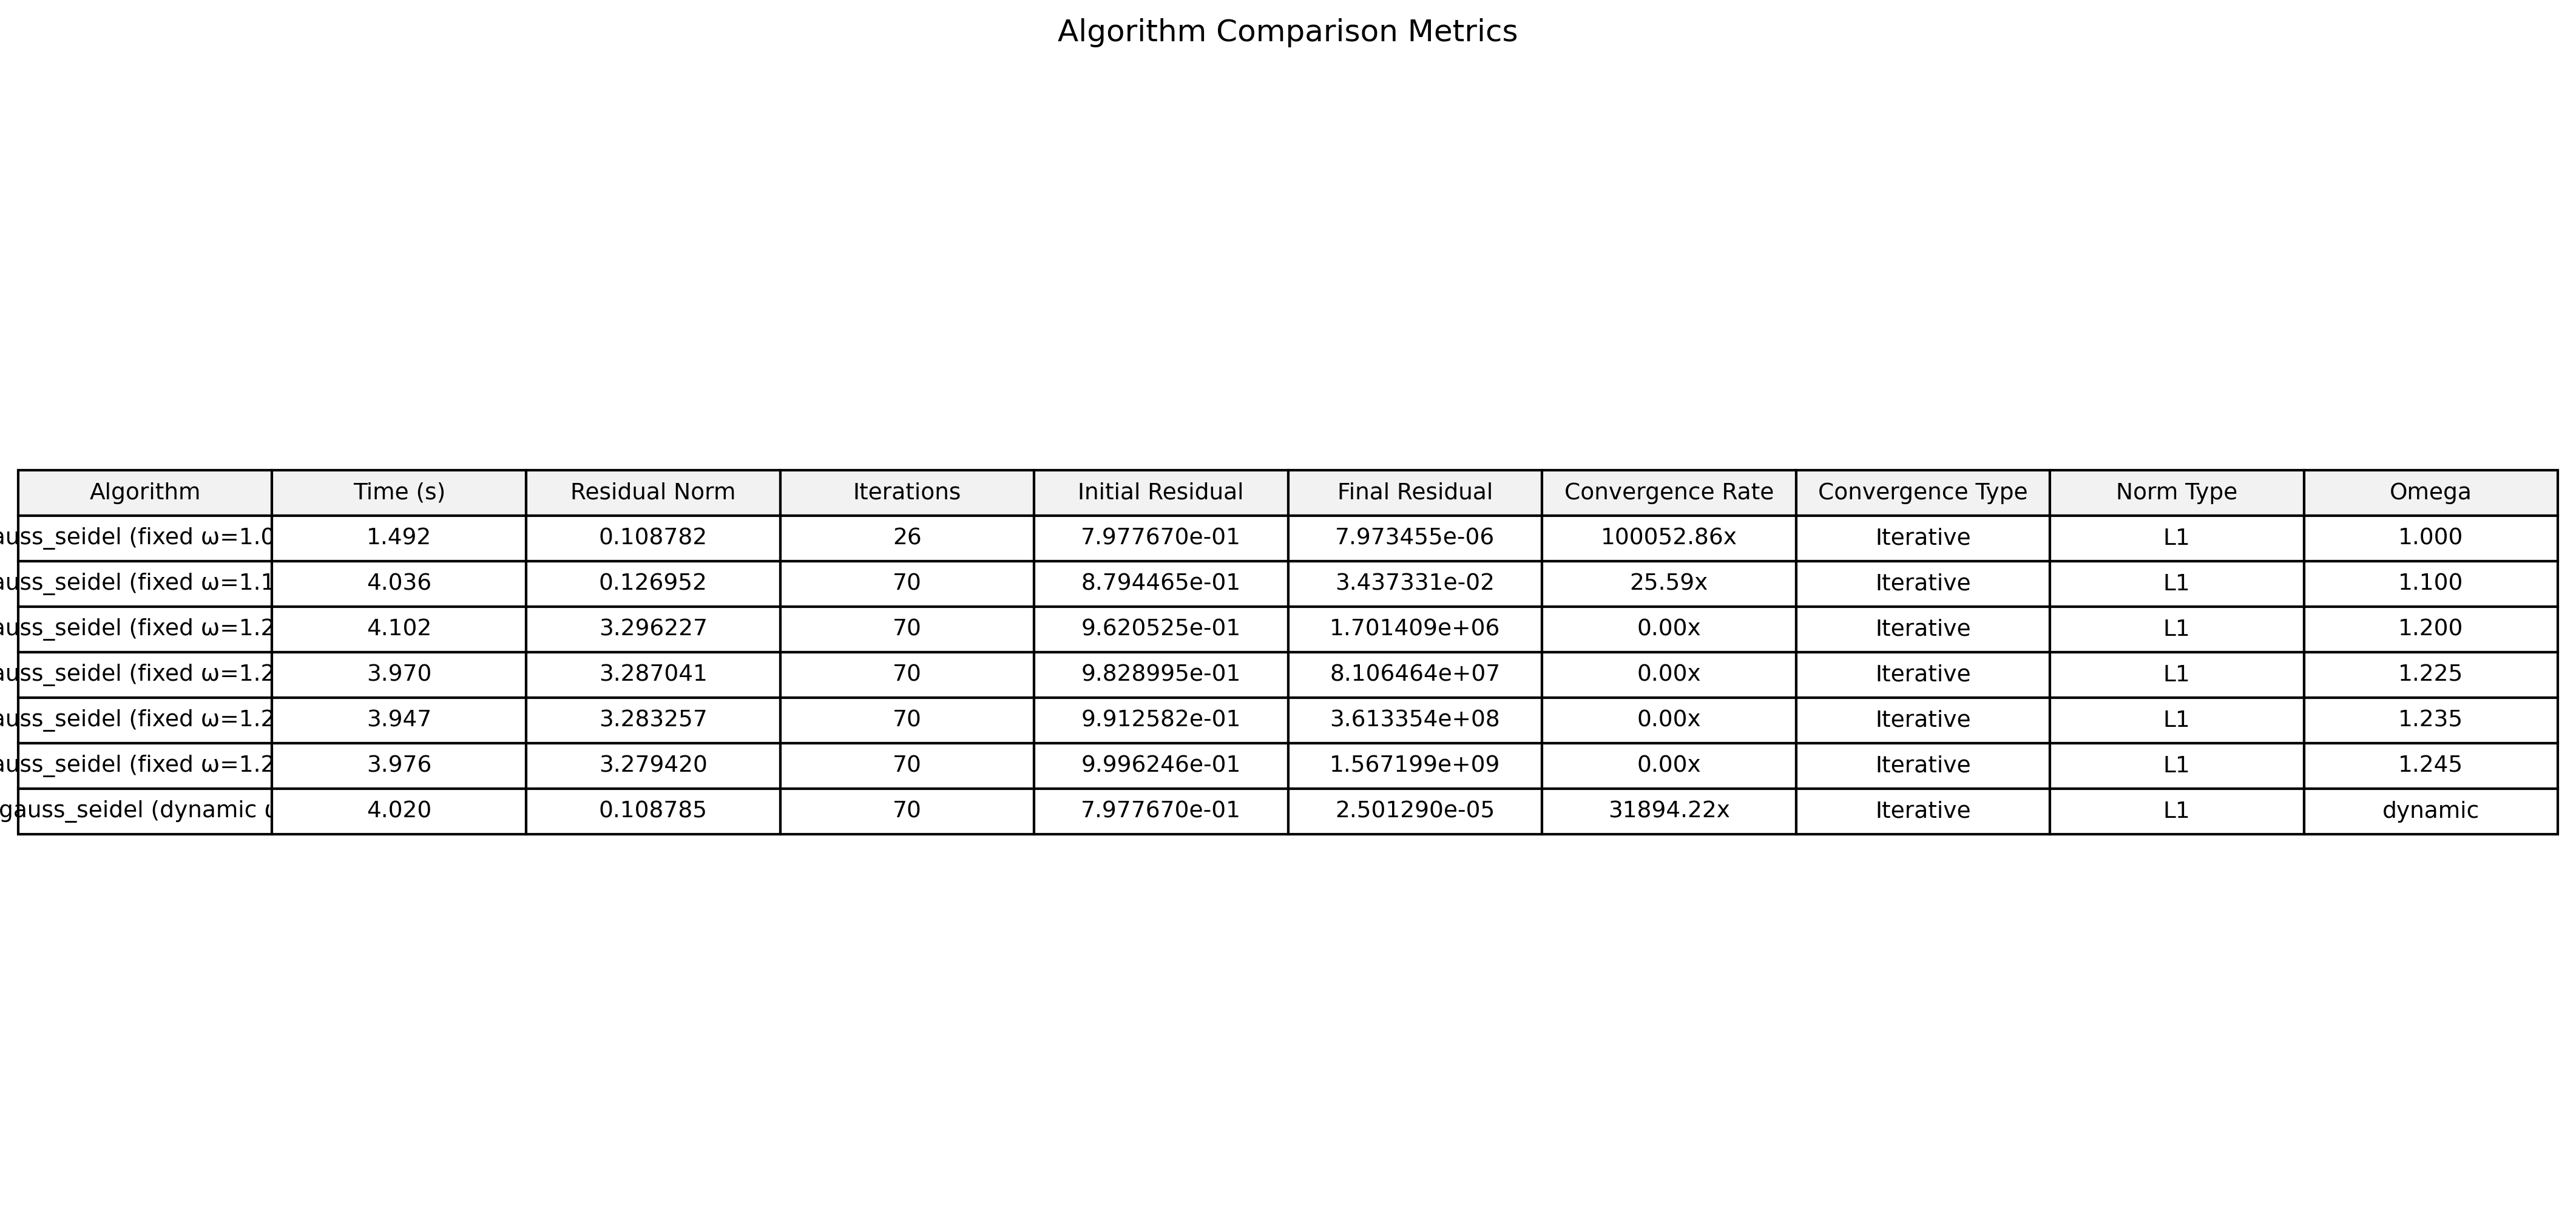 Algorithm Comparison Metrics
Algorithm Time (s) Residual Norm Iterations Initial Residual Final Residual Convergence Rate Convergence Type Norm Type Omega
auss_seidel (fixed ω=1.0 1.492 0.108782 26 7.977670e-01 7.973455e-06 100052.86x Iterative L1 1.000
auss_seidel (fixed ω=1.1 4.036 0.126952 70 8.794465e-01 3.437331e-02 25.59x Iterative L1 1.100
auss_seidel (fixed ω=1.2 4.102 3.296227 70 9.620525e-01 1.701409e+06 0.00x Iterative L1 1.200
auss_seidel (fixed ω=1.2 3.970 3.287041 70 9.828995e-01 8.106464e+07 0.00x Iterative L1 1.225
auss_seidel (fixed ω=1.2 3.947 3.283257 70 9.912582e-01 3.613354e+08 0.00x Iterative L1 1.235
auss_seidel (fixed ω=1.2 3.976 3.279420 70 9.996246e-01 1.567199e+09 0.00x Iterative L1 1.245
gauss_seidel (dynamic 4.020 0.108785 70 7.977670e-01 2.501290e-05 31894.22x Iterative L1 dynamic